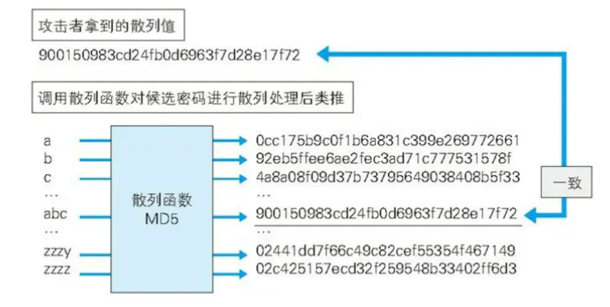 攻击者拿到的散列值
900150983cd24fb0d6963f7d28e17f72
调用散列函数对候选密码进行散列处理后类推
a
0cc175b9c0f1b6a831c399e269772661
b
92eb5ffee6ae2fec3ad71c777531578f
c
4a8a08f09d37b73795649038408b5f33
…
…
散列函数
MD5
一致
abc
900150983cd24fb0d6963f7d28e17f72
…
…
zzzy
02441dd7f66c49c82cef55354f467149
zzzz
02c425157ecd32f259548b33402ff6d3